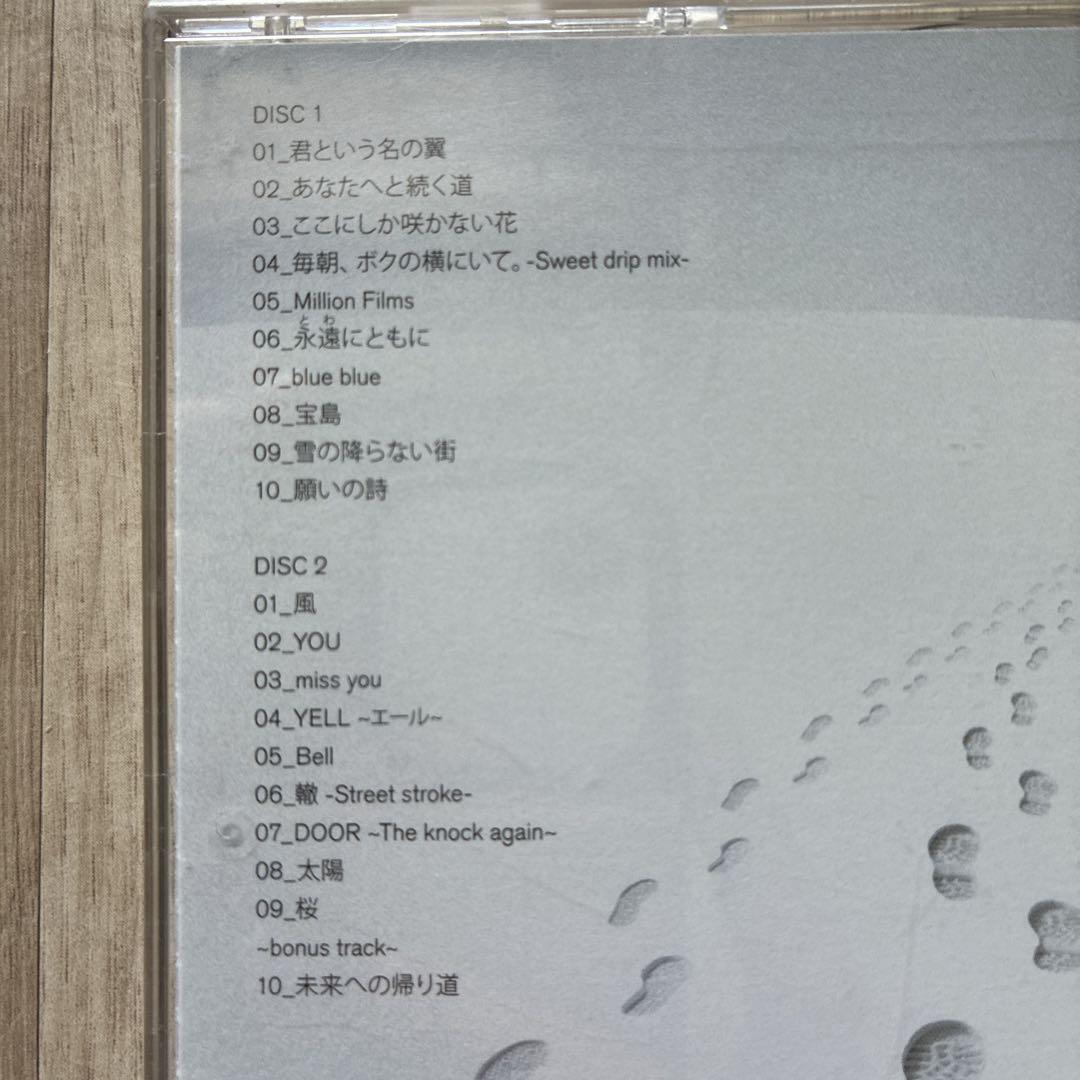 DISC 1
01_君という名の翼
02_あなたへと続く道
03_ここにしか咲かない花
04_毎朝、ボクの横にいて。-Sweet drip mix-
05_Million Films
とわ
06_永遠にともに
07_blue blue
08_宝島
09_雪の降らない街
10_願いの詩
DISC 2
01_風
02_YOU
03_miss you
04_YELL ~エール~
05_Bell
06_轍 -Street stroke-
07_DOOR ~The knock again~
08_太陽
09_桜
~bonus track~
10_未来への帰り道